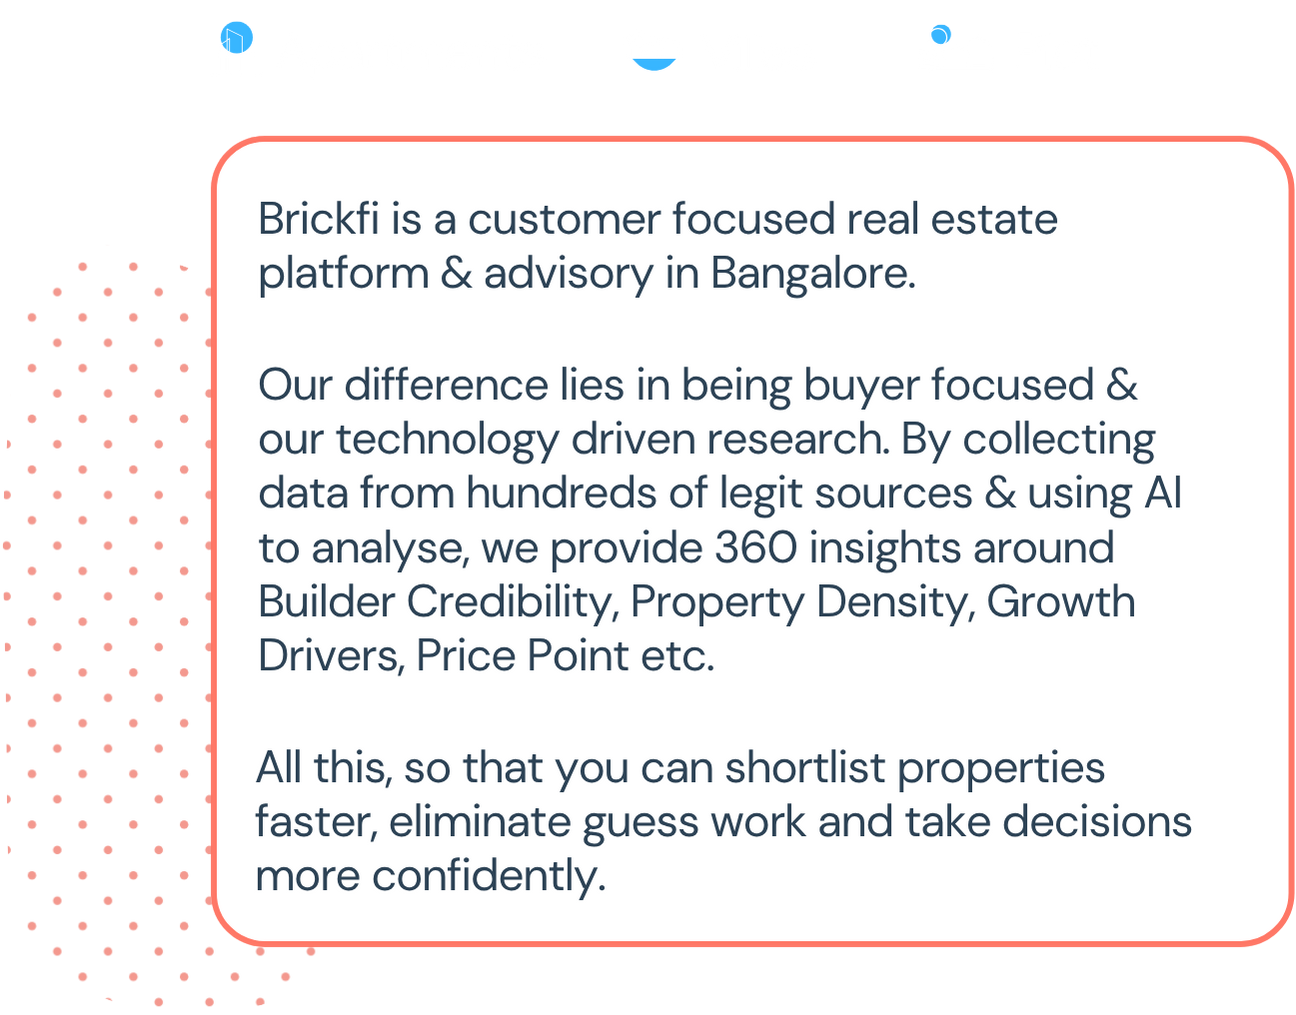 Brickfi is a customer focused real estate
platform & advisory in Bangalore.
Our difference lies in being buyer focused &
our technology driven research. By collecting
data from hundreds of legit sources & using AI
to analyse, we provide 360 insights around
Builder Credibility, Property Density, Growth
Drivers, Price Point etc.
All this, so that you can shortlist properties
faster, eliminate guess work and take decisions
more confidently.